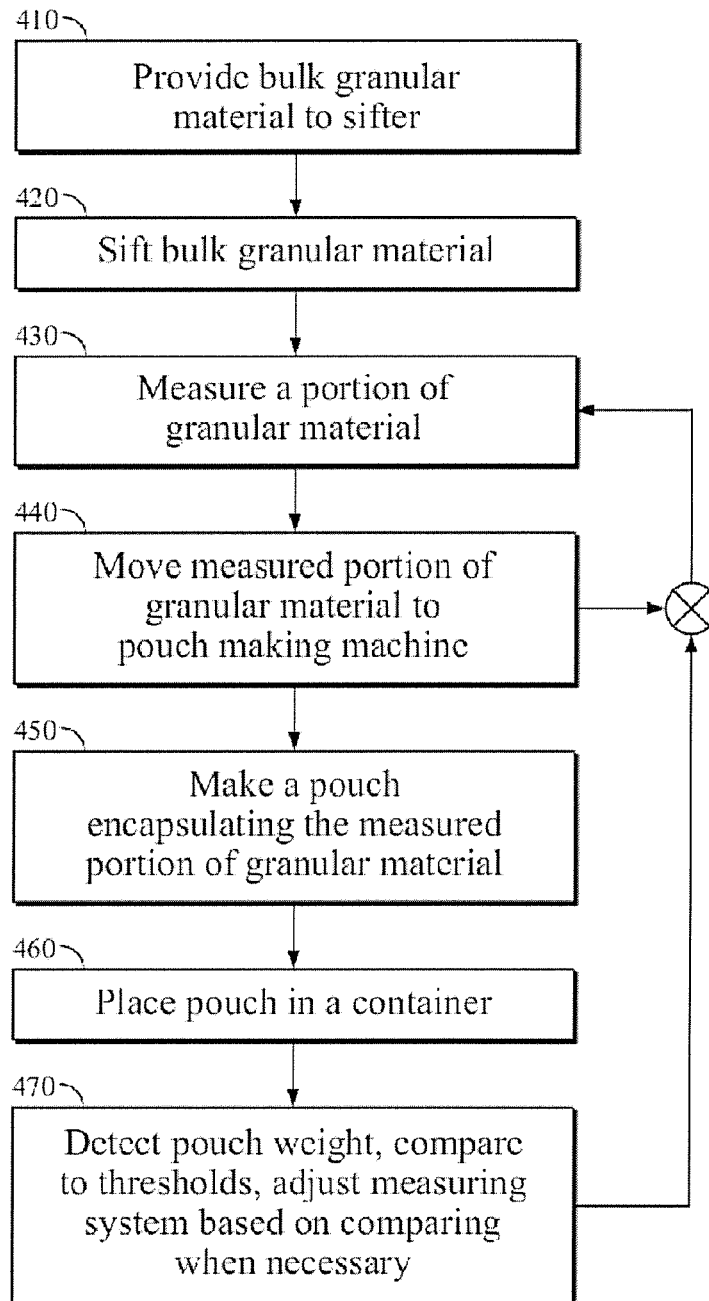 410
Provide bulk granular
material to sifter
420
Sift bulk granular material
430
Measure a portion of
granular material
440
Move measured portion of
granular material to
pouch making machine
450
Make a pouch
encapsulating the measured
portion of granular material
460
Place pouch in a container
470
Detect pouch weight, compare
to thresholds, adjust measuring
system based on comparing
when necessary